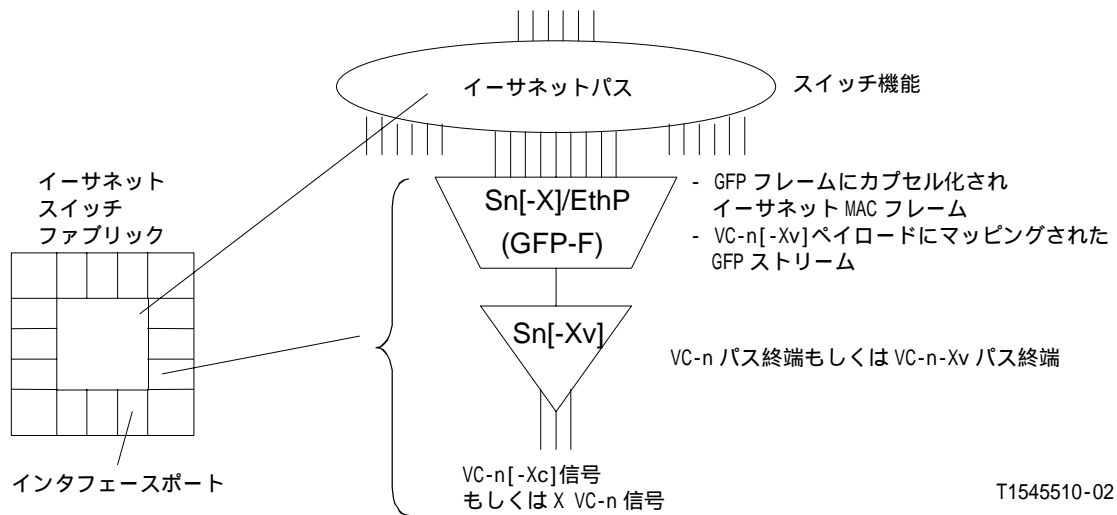 イーサネットパス
スイッチ機能
イーサネット
スイッチ
ファブリック
Sn[-X]/EthP
(GFP-F)
- GFP フレームにカプセル化され
イーサネット MAC フレーム
- VC-n[-Xv]ペイロードにマッピングされた
GFP ストリーム
Sn[-Xv]
VC-n パス終端もしくは VC-n-Xv パス終端
インタフェースポート
VC-n[-Xc]信号
もしくは X VC-n 信号
T1545510-02